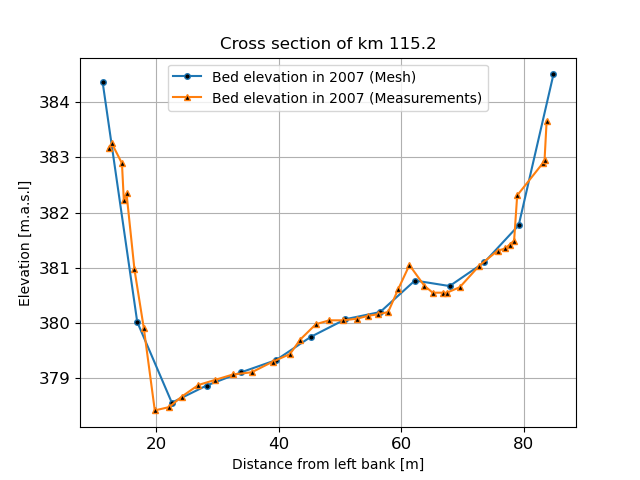 Cross section of km 115.2
Bed elevation in 2007 (Mesh)
Bed elevation in 2007 (Measurements)
384
383
382
381
380
379
Elevation [m.a.s.l]
20 40 60 80
Distance from left bank [m]